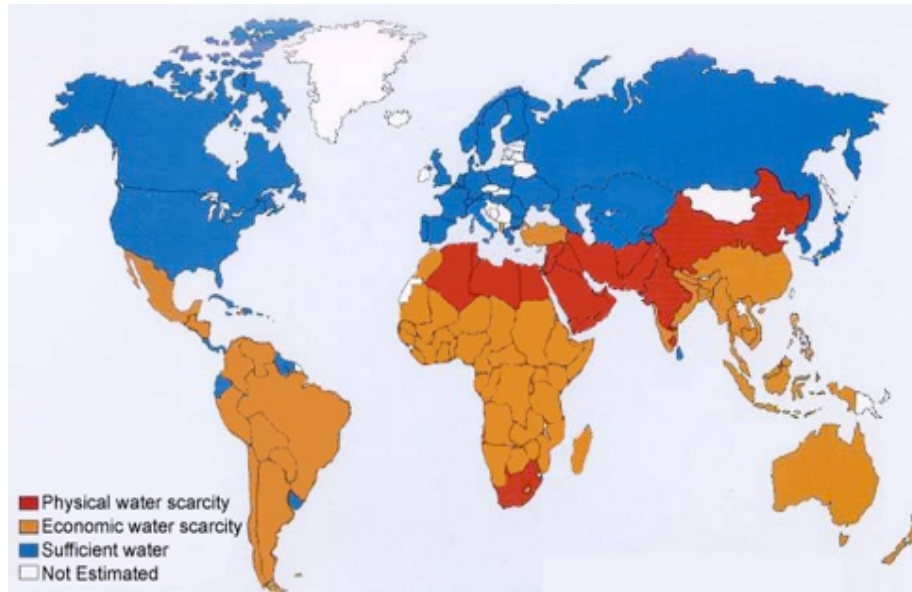 Physical water scarcity
Economic water scarcity
Sufficient water
Not Estimated